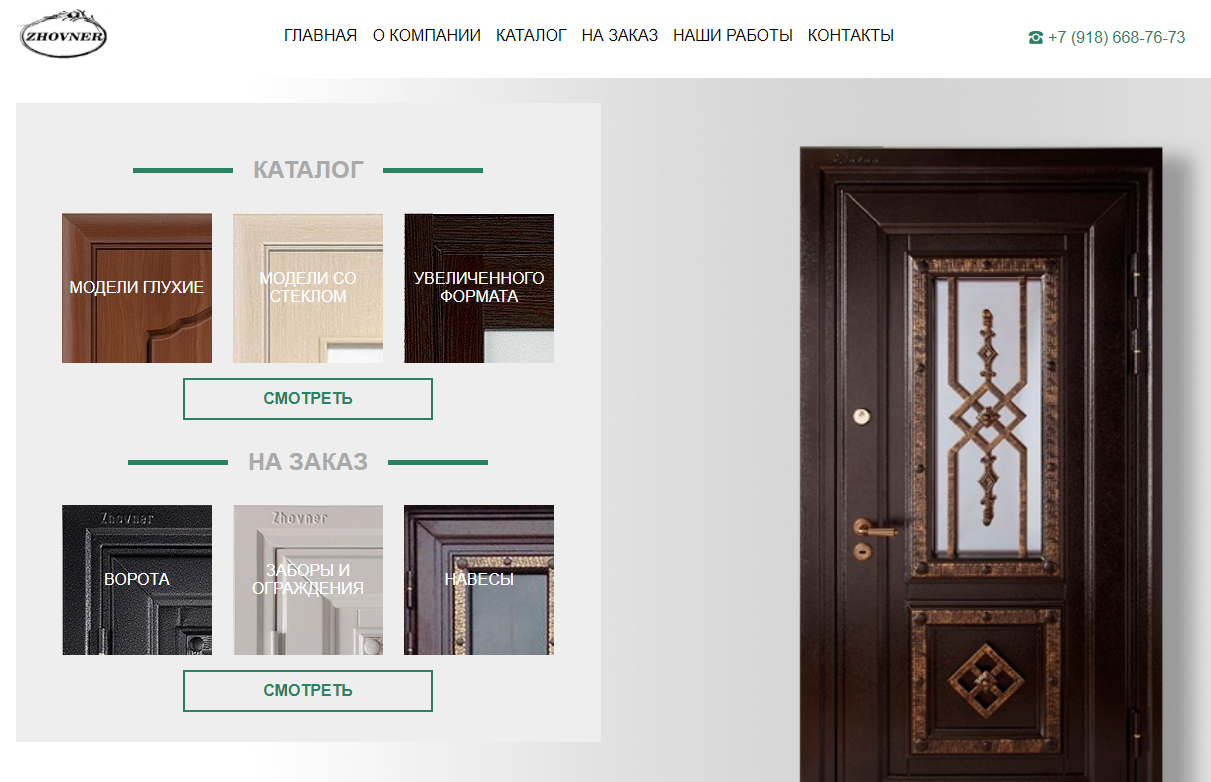 ZHOVNER
ГЛАВНАЯ О КОМПАНИИ КАТАЛОГ НА ЗАКАЗ НАШИ РАБОТЫ КОНТАКТЫ
+7 (918) 668-76-73
КАТАЛОГ
МОДЕЛИ ГЛУХИЕ
МОДЕЛИ СО
СТЕКЛОМ
УВЕЛИЧЕННОГО
ФОРМАТА
СМОТРЕТЬ
НА ЗАКАЗ
Zhovner
ВОРОТА
Zhovner
ЗАБОРЫ И
ОГРАЖДЕНИЯ
НАВЕСЫ
СМОТРЕТЬ